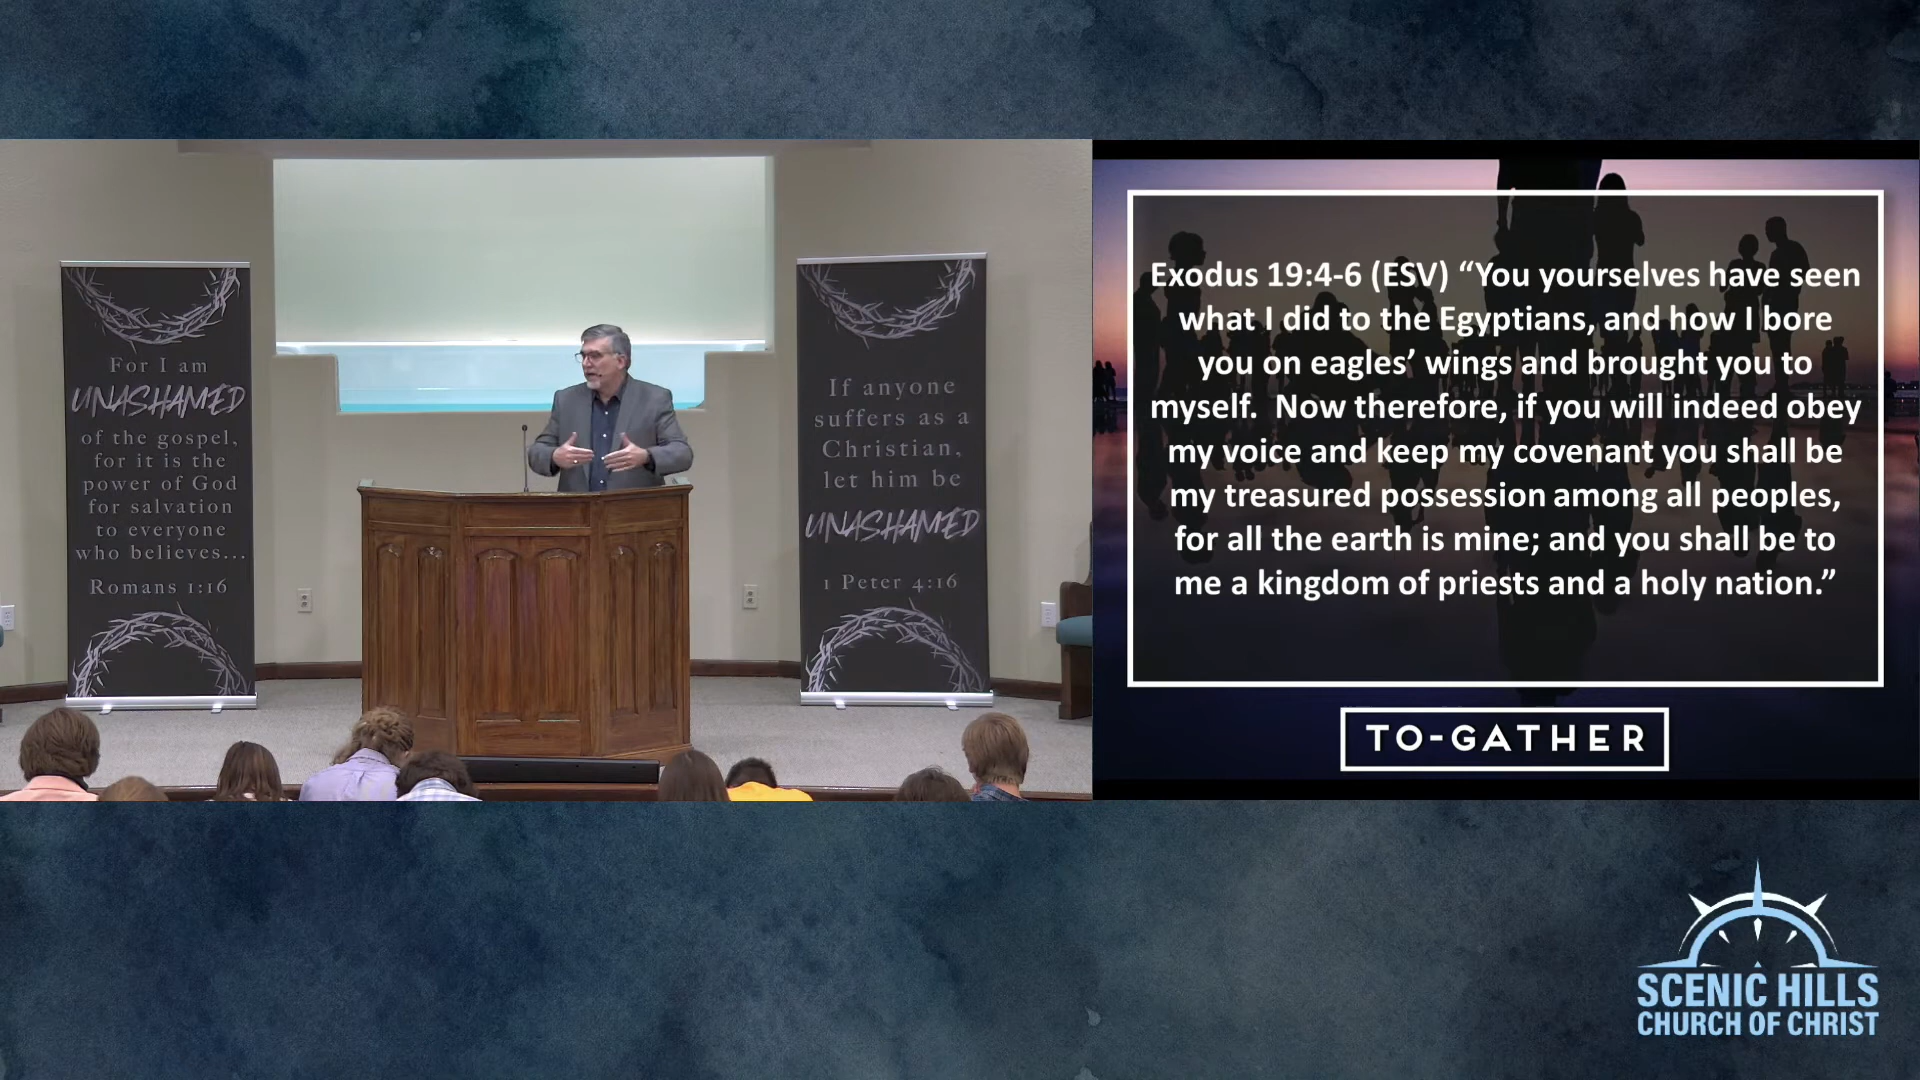 For I am
UNASHAMED
of the gospel,
for it is the
power of God
for salvation
to everyone
who believes...
Romans 1:16
If anyone
suffers as a
Christian,
let him be
UNASHAMED
1 Peter 4:16
Exodus 19:4-6 (ESV) “You yourselves have seen
what I did to the Egyptians, and how I bore
you on eagles’ wings and brought you to
myself. Now therefore, if you will indeed obey
my voice and keep my covenant you shall be
my treasured possession among all peoples,
for all the earth is mine; and you shall be to
me a kingdom of priests and a holy nation.”
TO-GATHER
SCENIC HILLS
CHURCH OF CHRIST